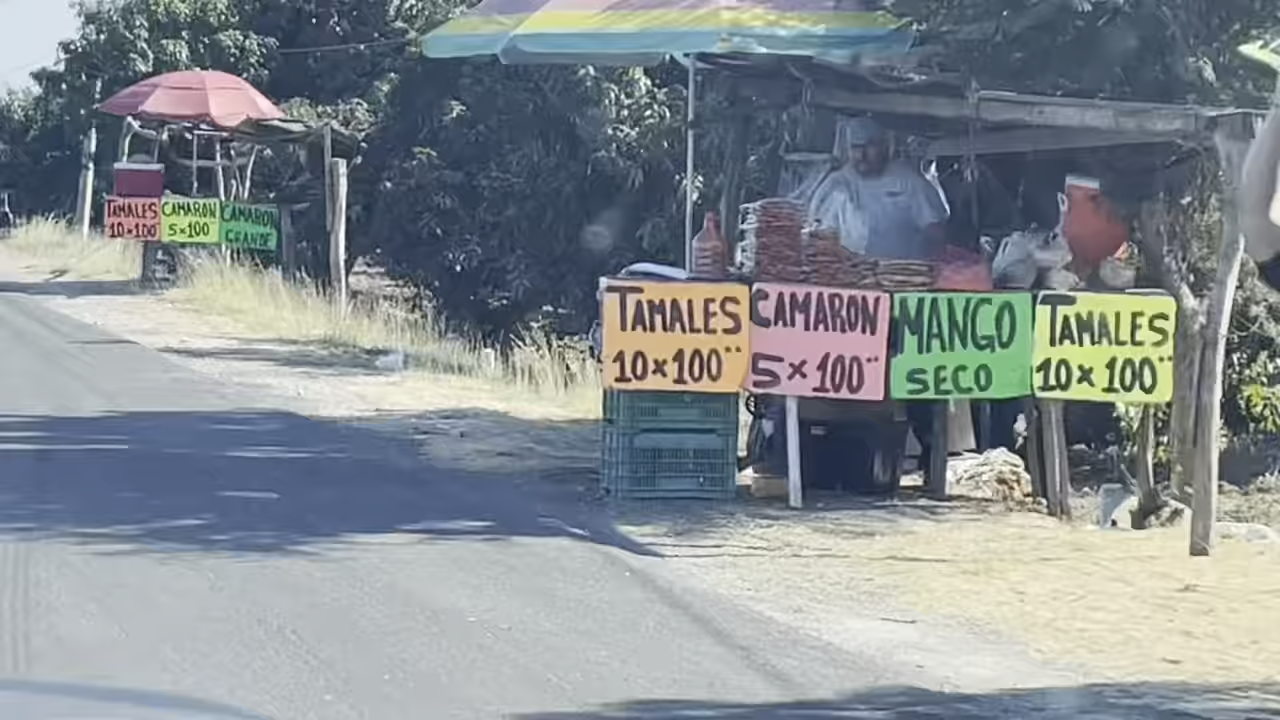 TAMALES
10×100
CAMARON
5×100
CAMARON
GRANDE
TAMALES
10×100
CAMARON
5×100
MANGO
SECO
TAMALES
10×100